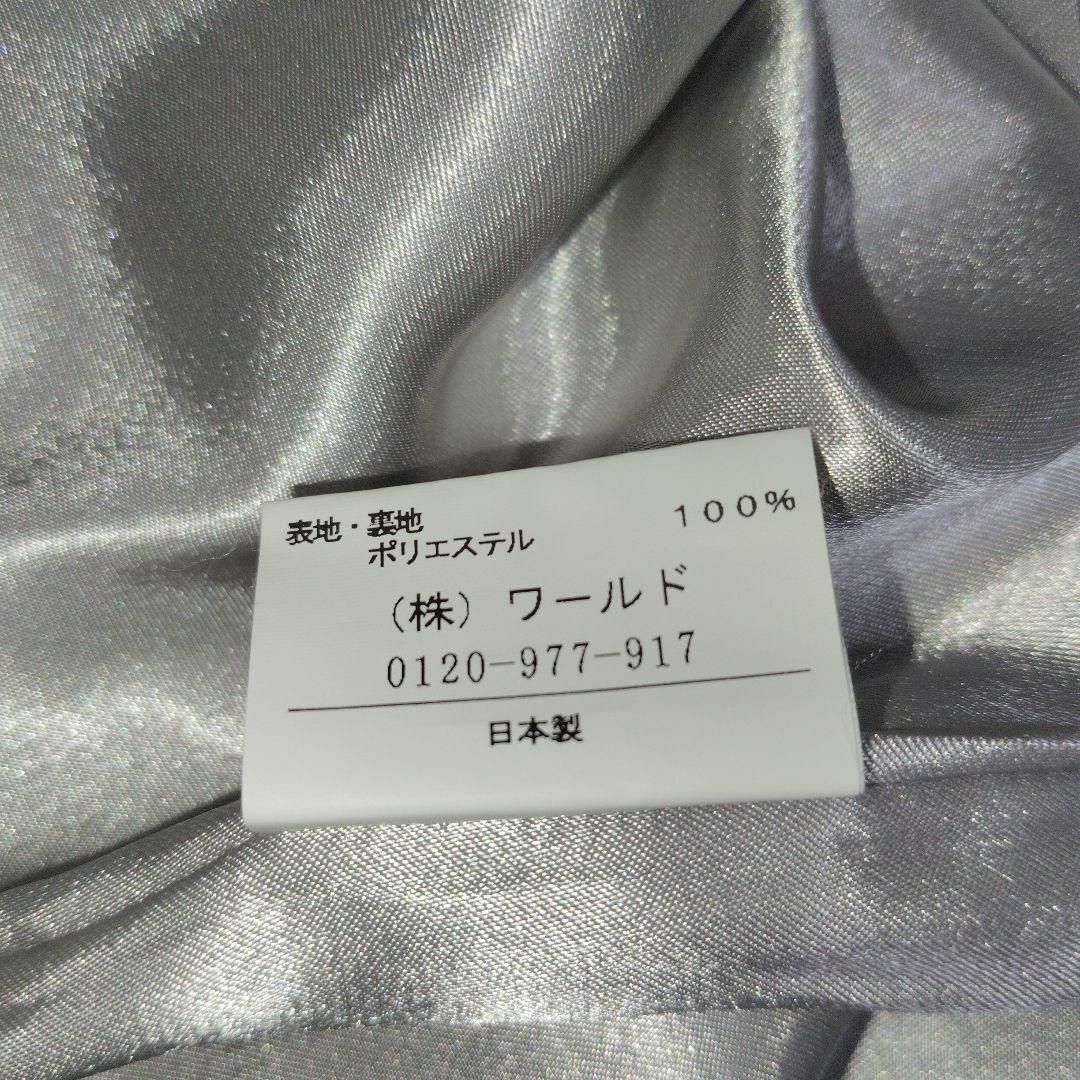 表地・裏地
ポリエステル １００％
（株）ワールド
0120-977-917
日本製